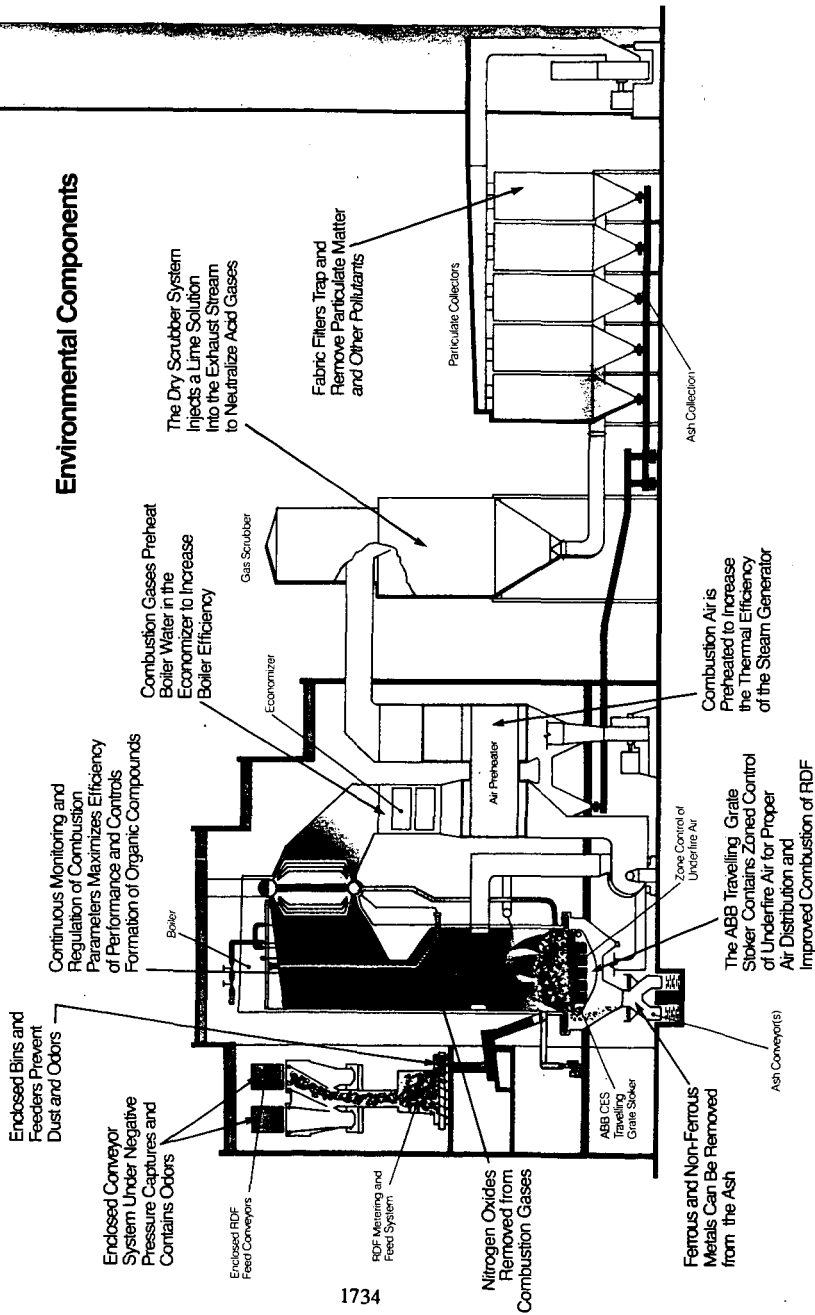 Environmental Components
Enclosed Bins and
Feeders Prevent
Dust and Odors
Enclosed Conveyor
System Under Negative
Pressure Captures and
Contains Odors
Enclosed RDF
Feed Conveyors
RDF Metering and
Feed System
Nitrogen Oxides
Removed from
Combustion Gases
Continuous Monitoring and
Regulation of Combustion
Parameters Maximizes Efficiency
of Performance and Controls
Formation of Organic Compounds
Boiler
Combustion Gases Preheat
Boiler Water in the
Economizer to Increase
Boiler Efficiency
Economizer
Air Preheater
The Dry Scrubber System
Injects a Lime Solution
Into the Exhaust Stream
to Neutralize Acid Gases
Gas Scrubber
Fabric Filters Trap and
Remove Particulate Matter
and Other Pollutants
Particulate Collectors
Ash Collection
Combustion Air is
Preheated to Increase
the Thermal Efficiency
of the Steam Generator
Zone Control of
Underfire Air
The ABB Travelling Grate
Stoker Contains Zoned Control
of Underfire Air for Proper
Air Distribution and
Improved Combustion of RDF
ABB CES
Travelling
Grate Stoker
Ash Conveyor(s)
Ferrous and Non-Ferrous
Metals Can Be Removed
from the Ash
1734